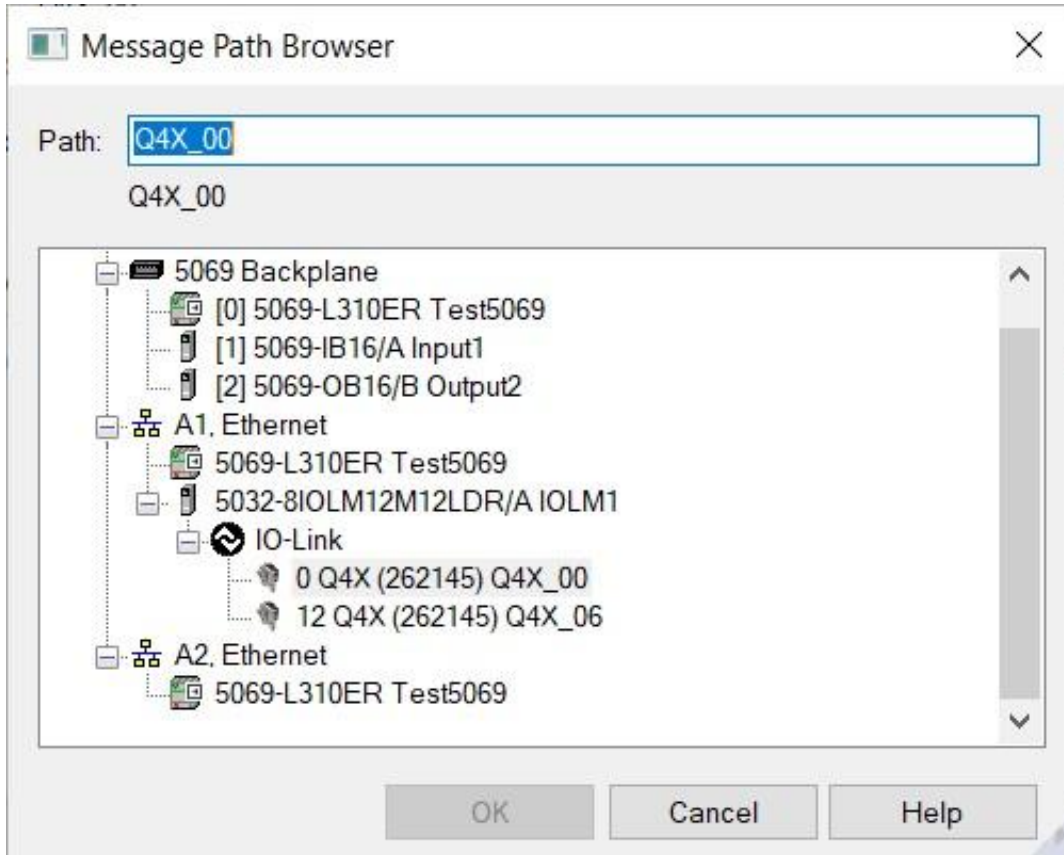 Message Path Browser
Path: Q4X_00
Q4X_00
5069 Backplane
[0] 5069-L310ER Test5069
[1] 5069-IB16/A Input1
[2] 5069-OB16/B Output2
A1, Ethernet
5069-L310ER Test5069
5032-8IOLM12M12LDR/A IOLM1
IO-Link
0 Q4X (262145) Q4X_00
12 Q4X (262145) Q4X_06
A2, Ethernet
5069-L310ER Test5069
OK Cancel Help